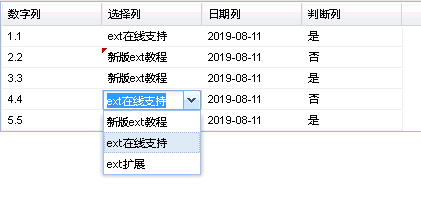 数字列 选择列 日期列 判断列
1.1 ext在线支持 2019-08-11 是
2.2 新版ext教程 2019-08-11 否
3.3 新版ext教程 2019-08-11 是
4.4 ext在线支持 2019-08-11 否
5.5 新版ext教程 2019-08-11 是
ext在线支持
ext扩展